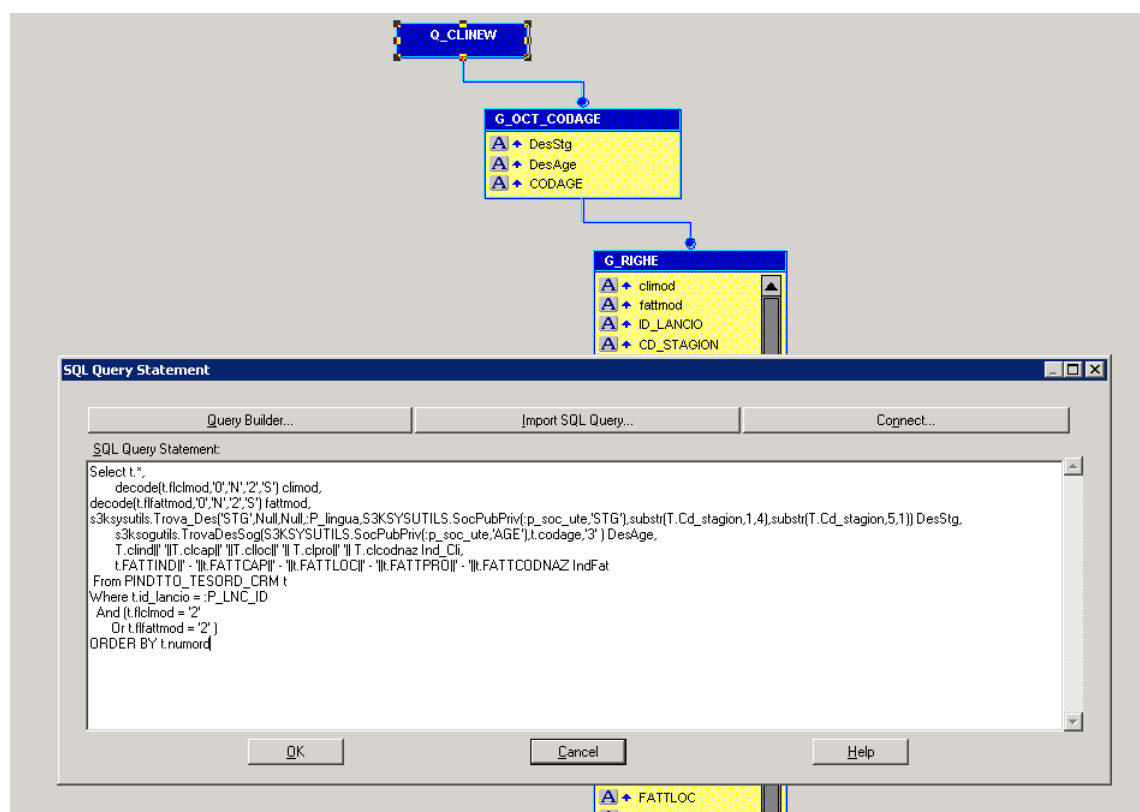 Q_CLINEW
G_OCT_CODAGE
A DesStg
A DesAge
A CODAGE
G_RIGHE
A climod
A fattmod
A ID_LANCIO
A CD_STAGION
SQL Query Statement
Query Builder...
Import SQL Query...
Connect...
SQL Query Statement:
Select t.*,
decode(t.flclmod,'0','N','2','S') climod,
decode(t.flfattmod,'0','N','2','S') fattmod,
s3ksysutils.Trova_Des('STG',Null,Null,:P_lingua,S3KSYSUTILS.SocPubPriv(:p_soc_ute,'STG'),substr(T.Cd_stagion,1,4),substr(T.Cd_stagion,5,1)) DesStg,
s3ksogutils.TrovaDesSog(S3KSYSUTILS.SocPubPriv(:p_soc_ute,'AGE'),t.codage,'3' ) DesAge,
T.clind||' '||T.clcap||' '||T.clloc||' '|| T.clpro||' '|| T.clcodnaz Ind_Cli,
t.FATTIND||' - '||t.FATTCAP||' - '||t.FATTLOC||' - '||t.FATTPRO||' - '||t.FATTCODNAZ IndFat
From PINDTTO_TESORD_CRM t
Where t.id_lancio = :P_LNC_ID
And (t.flclmod = '2'
Or t.flfattmod = '2' )
ORDER BY t.numord
OK
Cancel
Help
A FATTLOC